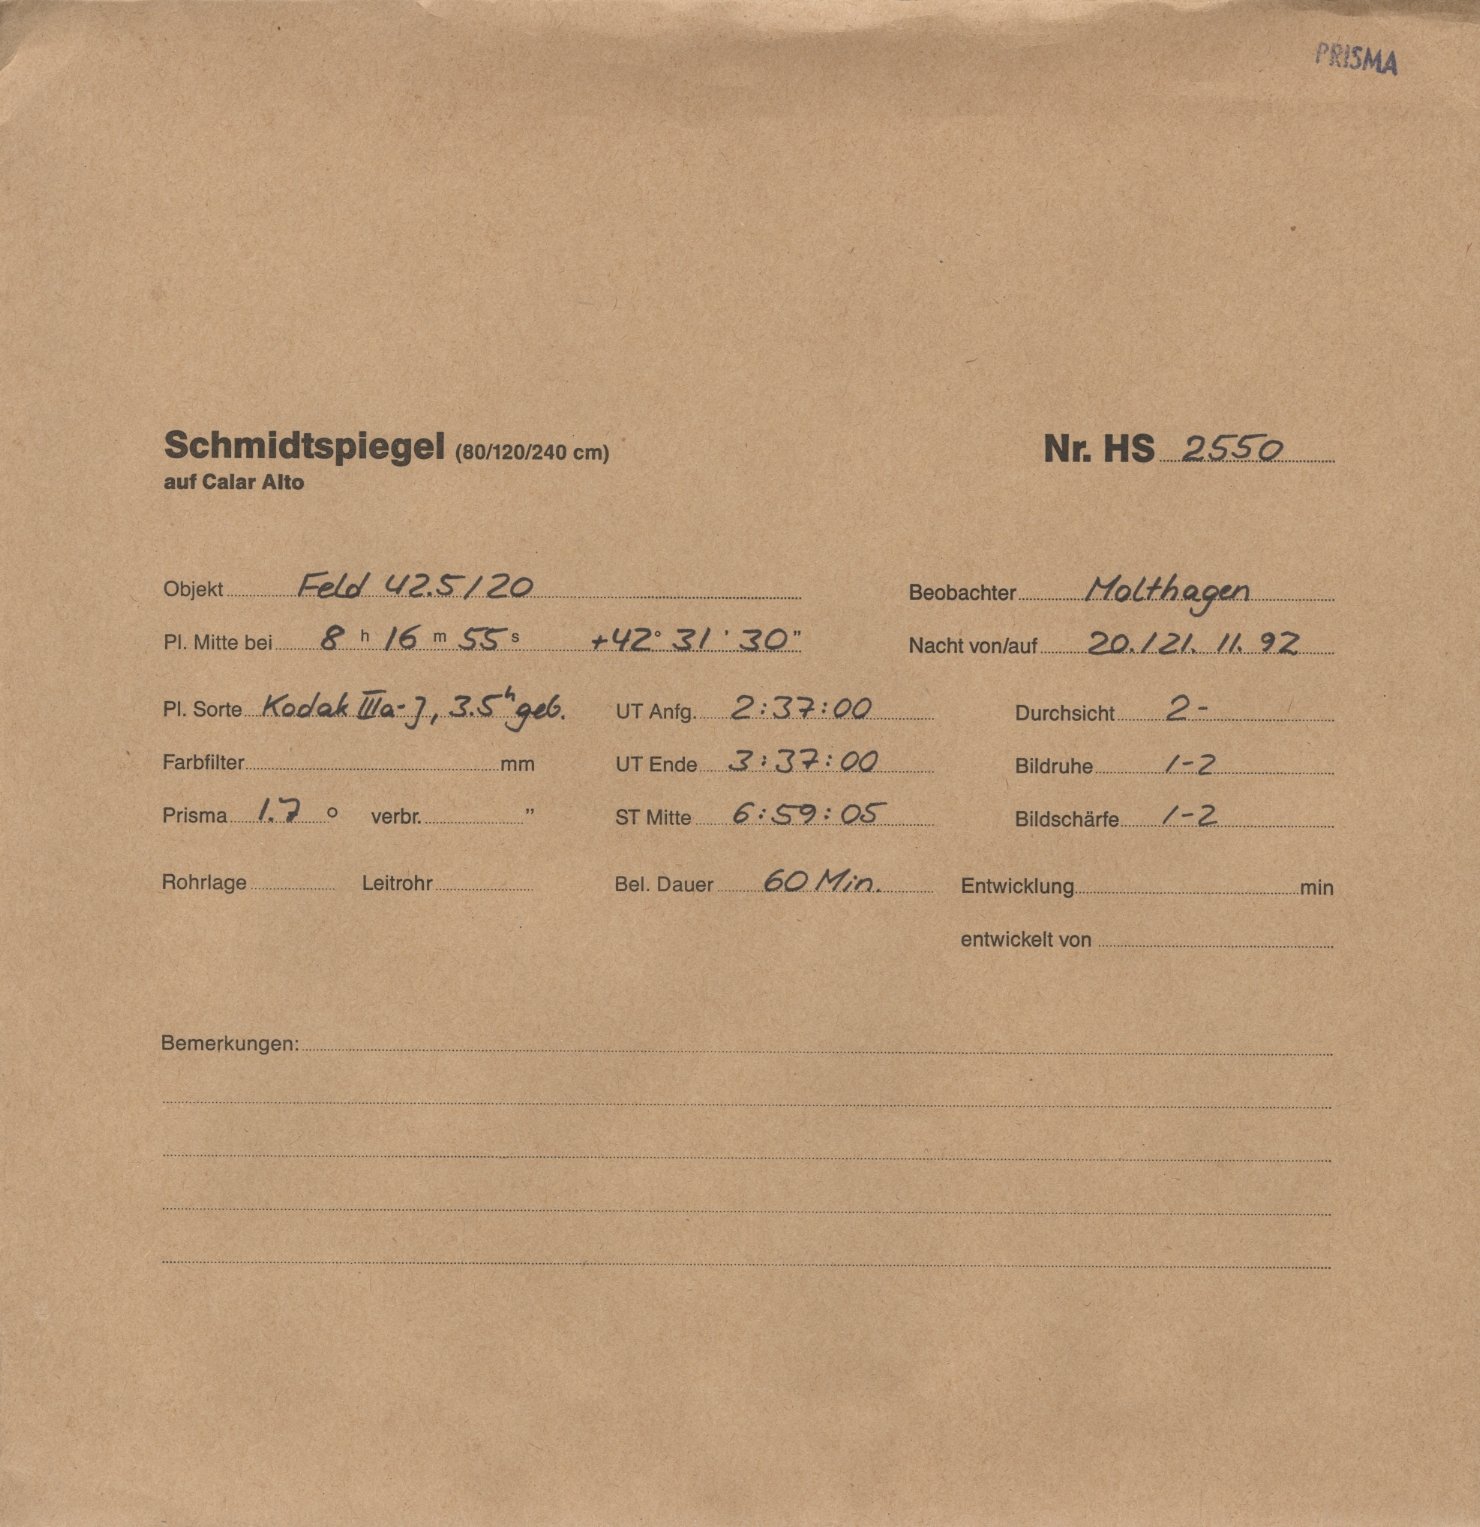 PRISMA
Schmidtspiegel (80/120/240 cm) Nr. HS 2550
auf Calar Alto
Objekt Feld 42.5/20 Beobachter Molthagen
Pl. Mitte bei 8 h 16 m 55 s +42° 31 ' 30 " Nacht von/auf 20./21. 11. 92
Pl. Sorte Kodak IIIa-J, 3.5h geb. UT Anfg. 2:37:00 Durchsicht 2-
Farbfilter mm UT Ende 3:37:00 Bildruhe 1-2
Prisma 1.7 ° verbr. " ST Mitte 6:59:05 Bildschärfe 1-2
Rohrlage Leitrohr Bel. Dauer 60 Min. Entwicklung min
entwickelt von
Bemerkungen: